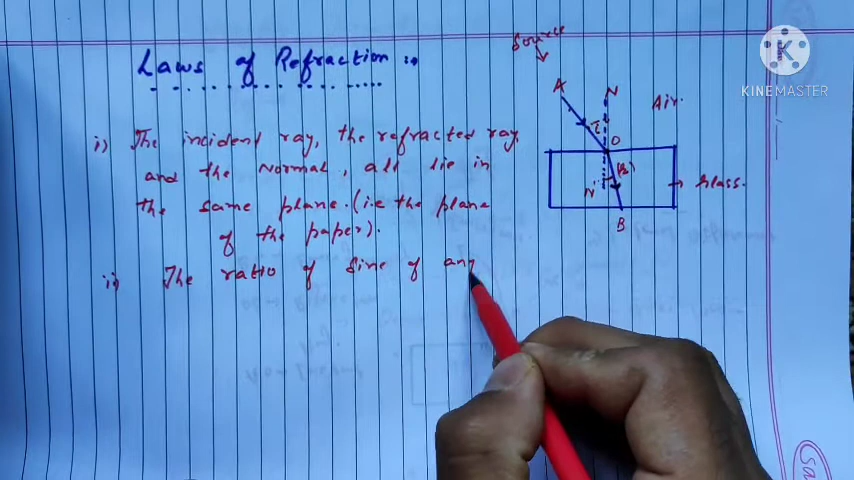 Laws of Refraction :-
i) The incident ray, the refracted ray
and the Normal, all lie in
the same plane. (i.e the plane
of the paper).
ii) The ratio of sine of ang
Source
A
N
Air.
i
O
N'
(r)
Glass.
B
K
KINEMASTER